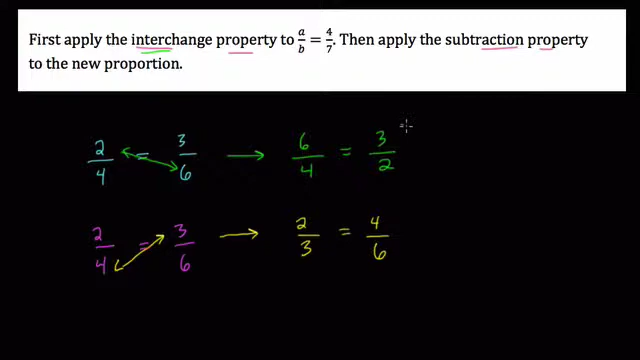 First apply the interchange property to a/b = 4/7. Then apply the subtraction property
to the new proportion.
2/4 = 3/6 → 6/4 = 3/2
2/4 = 3/6 → 2/3 = 4/6